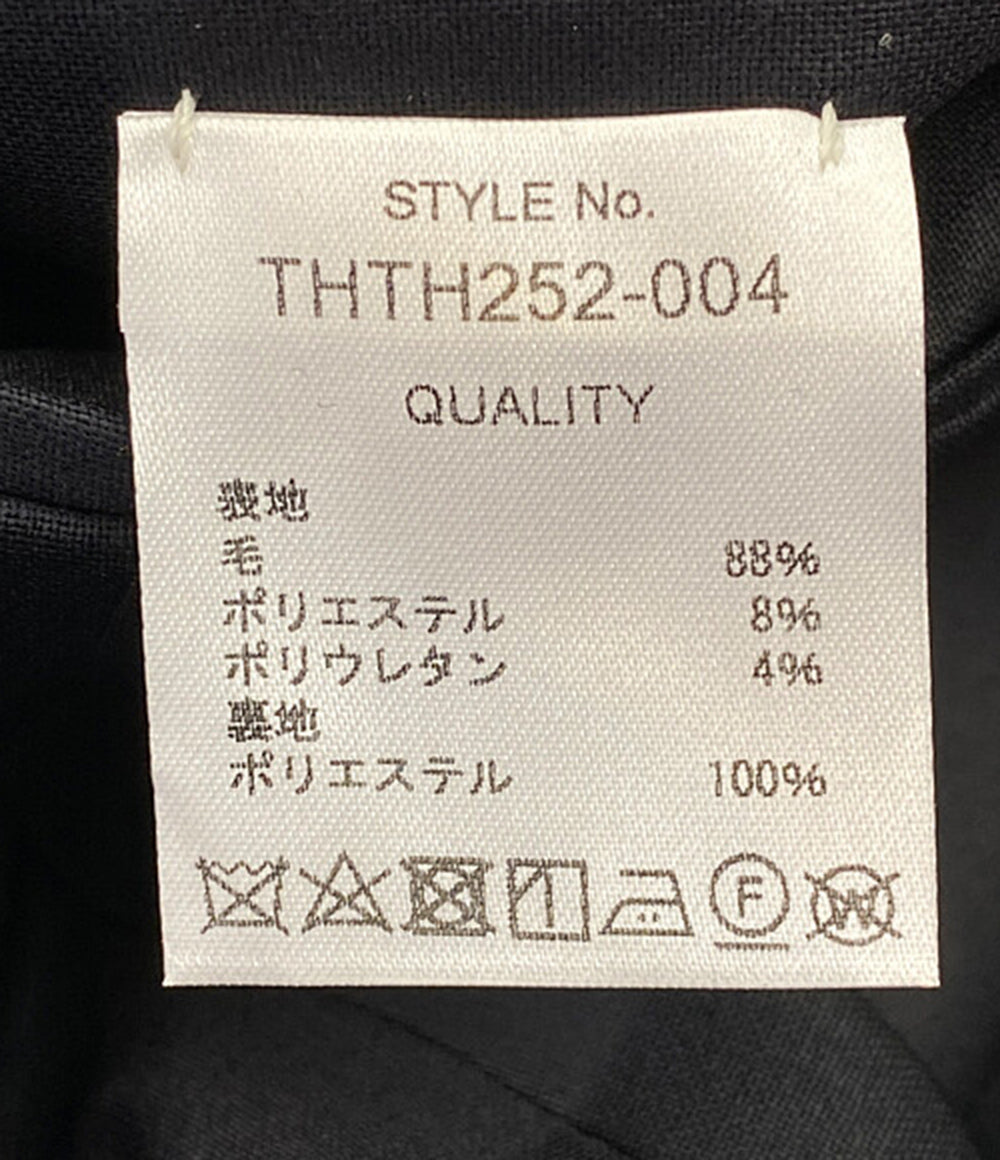 STYLE No.
THTH252-004
QUALITY
表地
毛 88%
ポリエステル 8%
ポリウレタン 4%
裏地
ポリエステル 100%
F W